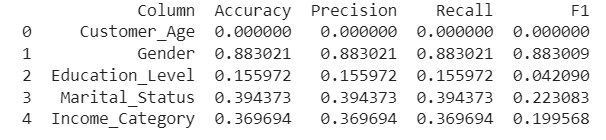 Column Accuracy Precision Recall F1
0 Customer_Age 0.000000 0.000000 0.000000 0.000000
1 Gender 0.883021 0.883021 0.883021 0.883009
2 Education_Level 0.155972 0.155972 0.155972 0.042090
3 Marital_Status 0.394373 0.394373 0.394373 0.223083
4 Income_Category 0.369694 0.369694 0.369694 0.199568